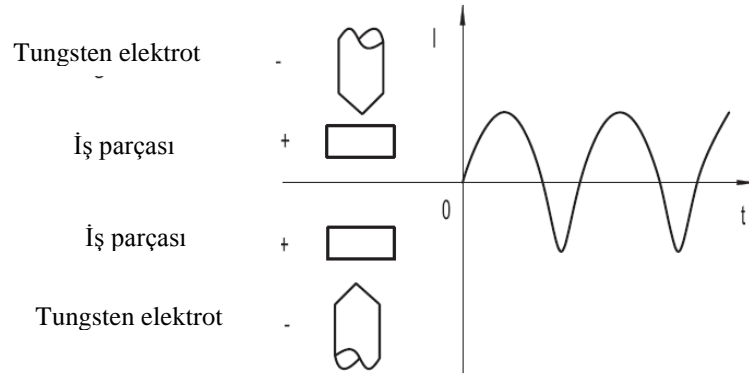 Tungsten elektrot
-
I
İş parçası
+
0
t
İş parçası
+
Tungsten elektrot
-